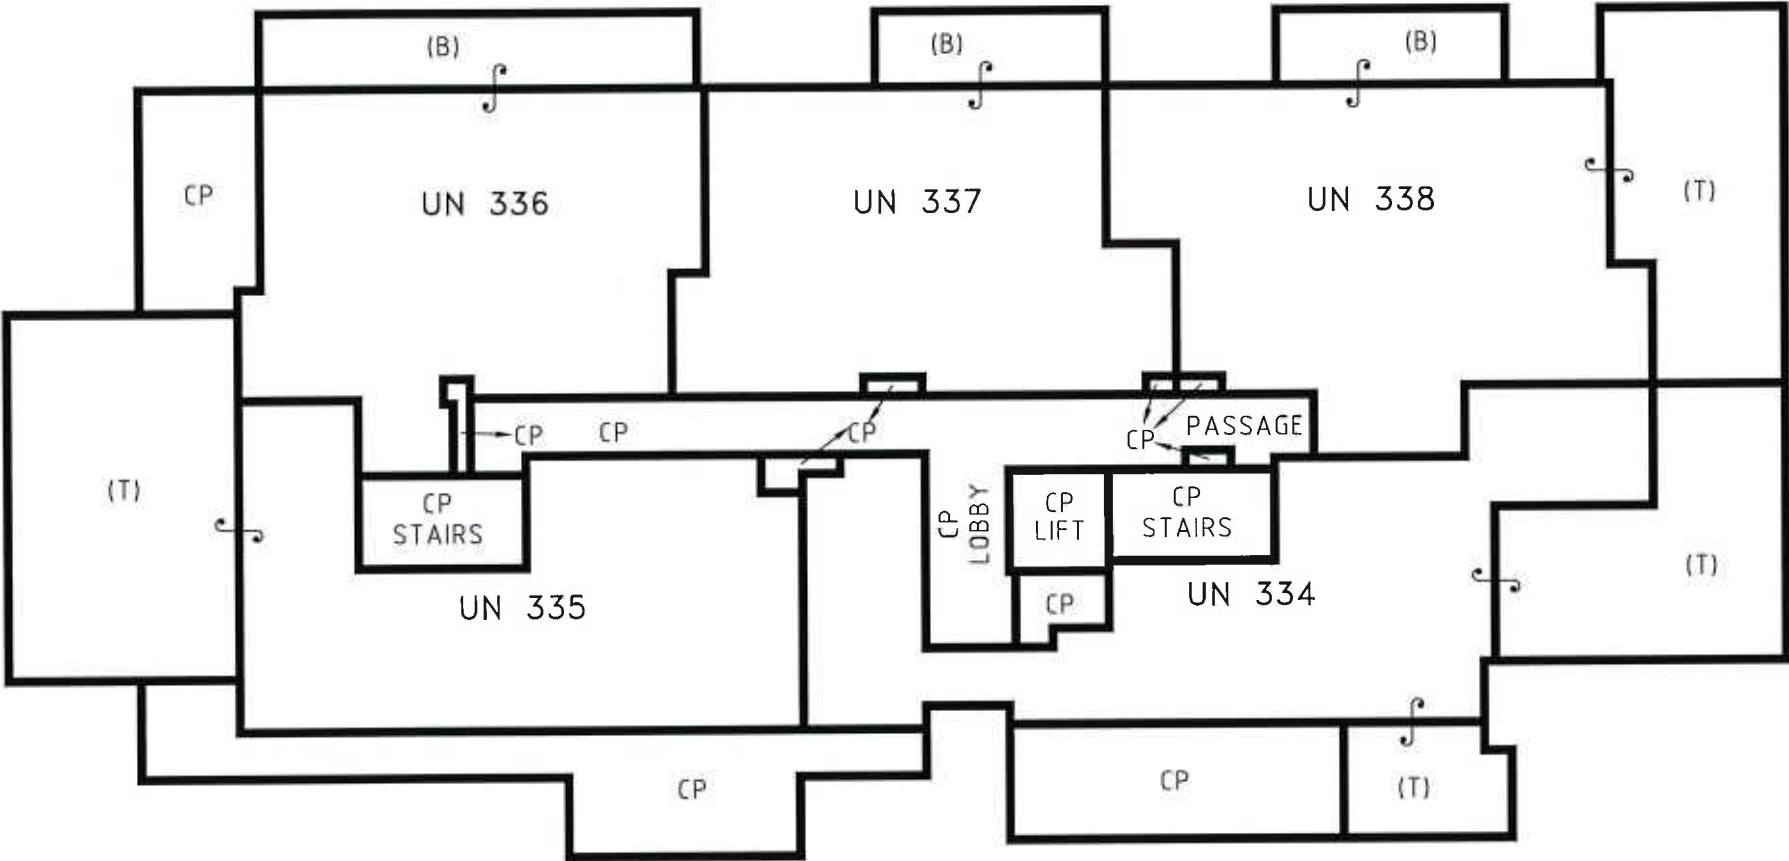 (B)
(B)
(B)
CP
UN 336
UN 337
UN 338
(T)
CP
CP
CP
CP
PASSAGE
(T)
CP
STAIRS
CP
LOBBY
CP
LIFT
CP
STAIRS
(T)
UN 335
CP
UN 334
CP
CP
(T)